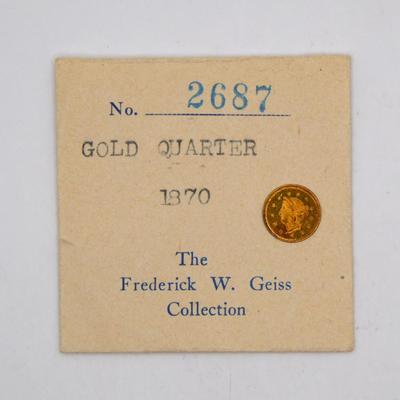 No. 2687
GOLD QUARTER
1870
The
Frederick W. Geiss
Collection